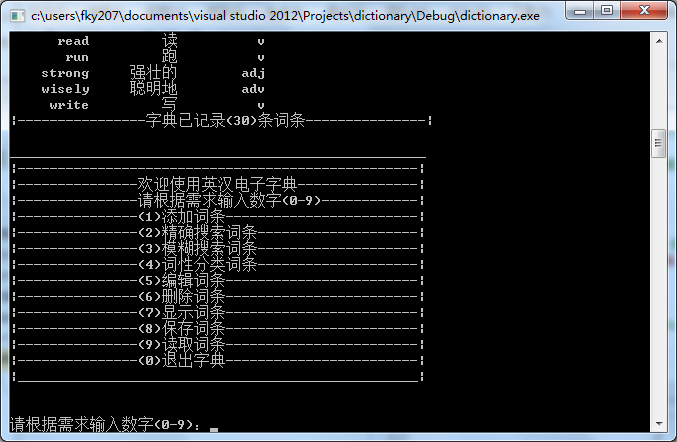 c:\users\fky207\documents\visual studio 2012\Projects\dictionary\Debug\dictionary.exe
read 读 v
run 跑 v
strong 强壮的 adj
wisely 聪明地 adv
write 写 v
|----------------字典已记录(30)条词条---------------|
___________________________________________________
|--------------------------------------------------|
|---------------欢迎使用英汉电子字典---------------|
|---------------请根据需求输入数字(0-9)------------|
|---------------(1)添加词条------------------------|
|---------------(2)精确搜索词条--------------------|
|---------------(3)模糊搜索词条--------------------|
|---------------(4)词性分类词条--------------------|
|---------------(5)编辑词条------------------------|
|---------------(6)删除词条------------------------|
|---------------(7)显示词条------------------------|
|---------------(8)保存词条------------------------|
|---------------(9)读取词条------------------------|
|---------------(0)退出字典------------------------|
|__________________________________________________|
请根据需求输入数字(0-9): _